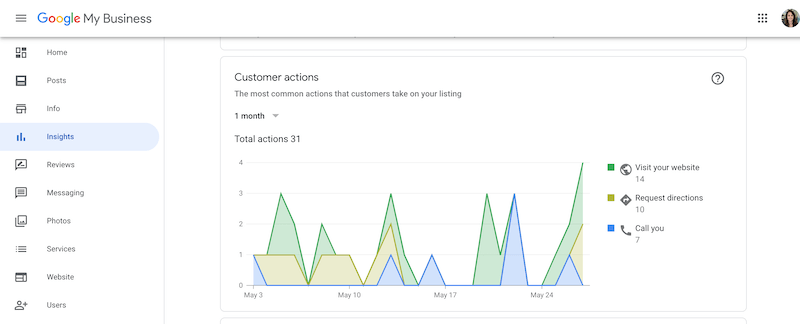 Google My Business
Home
Posts
Info
Insights
Reviews
Messaging
Photos
Services
Website
Users
Customer actions
The most common actions that customers take on your listing
1 month
Total actions 31
4
3
2
1
0
May 3
May 10
May 17
May 24
Visit your website
14
Request directions
10
Call you
7